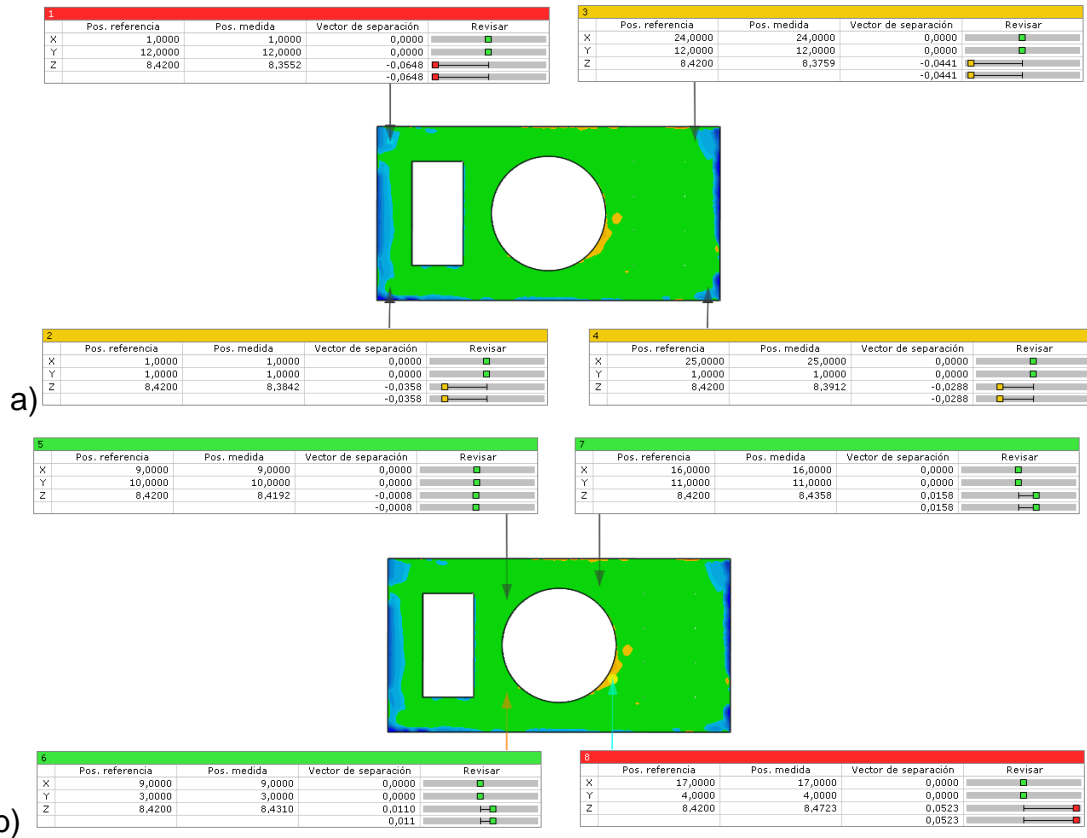 1
Pos. referencia Pos. medida Vector de separación Revisar
X 1,0000 1,0000 0,0000
Y 12,0000 12,0000 0,0000
Z 8,4200 8,3552 -0,0648
-0,0648
3
Pos. referencia Pos. medida Vector de separación Revisar
X 24,0000 24,0000 0,0000
Y 12,0000 12,0000 0,0000
Z 8,4200 8,3759 -0,0441
-0,0441
2
Pos. referencia Pos. medida Vector de separación Revisar
X 1,0000 1,0000 0,0000
Y 1,0000 1,0000 0,0000
Z 8,4200 8,3842 -0,0358
-0,0358
4
Pos. referencia Pos. medida Vector de separación Revisar
X 25,0000 25,0000 0,0000
Y 1,0000 1,0000 0,0000
Z 8,4200 8,3912 -0,0288
-0,0288
a)
5
Pos. referencia Pos. medida Vector de separación Revisar
X 9,0000 9,0000 0,0000
Y 10,0000 10,0000 0,0000
Z 8,4200 8,4192 -0,0008
-0,0008
7
Pos. referencia Pos. medida Vector de separación Revisar
X 16,0000 16,0000 0,0000
Y 11,0000 11,0000 0,0000
Z 8,4200 8,4358 0,0158
0,0158
6
Pos. referencia Pos. medida Vector de separación Revisar
X 9,0000 9,0000 0,0000
Y 3,0000 3,0000 0,0000
Z 8,4200 8,4310 0,0110
0,011
8
Pos. referencia Pos. medida Vector de separación Revisar
X 17,0000 17,0000 0,0000
Y 4,0000 4,0000 0,0000
Z 8,4200 8,4723 0,0523
0,0523
b)